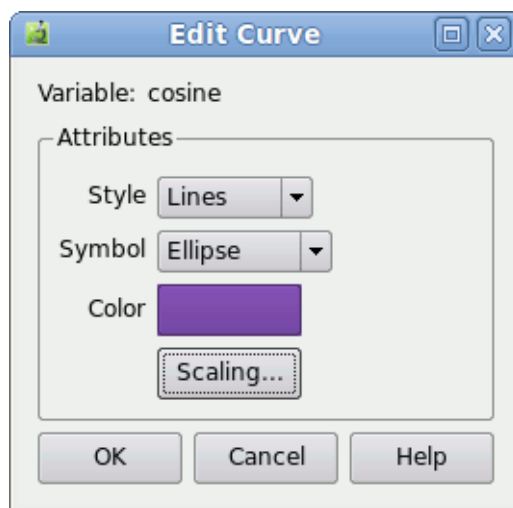 Edit Curve
Variable: cosine
Attributes
Style Lines
Symbol Ellipse
Color
Scaling...
OK Cancel Help